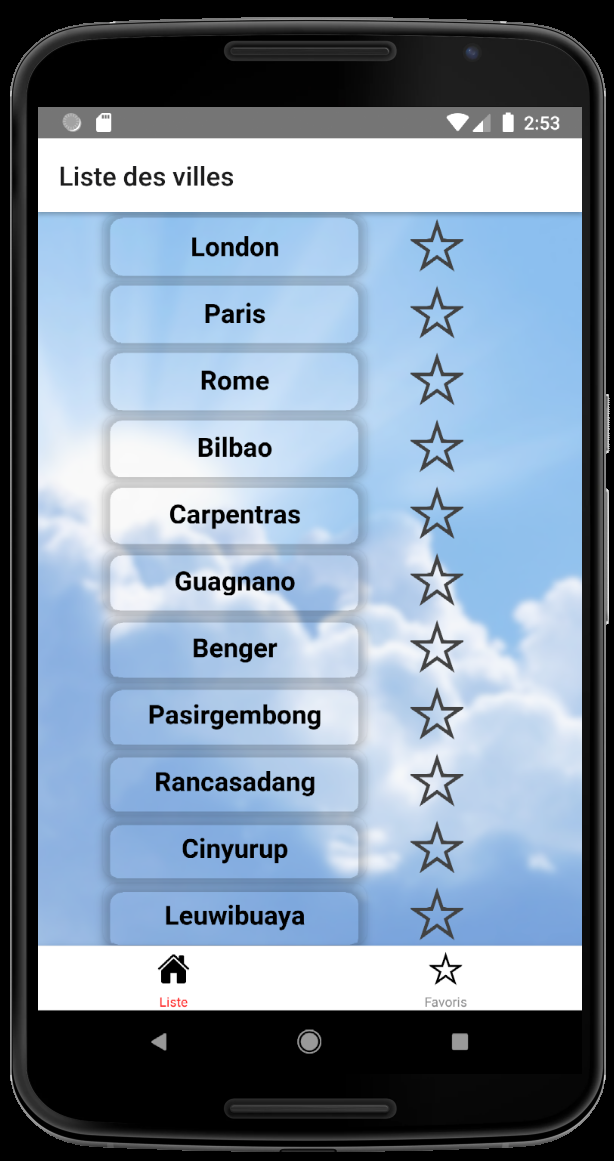 2:53
Liste des villes
London
Paris
Rome
Bilbao
Carpentras
Guagnano
Benger
Pasirgembong
Rancasadang
Cinyurup
Leuwibuaya
Liste
Favoris